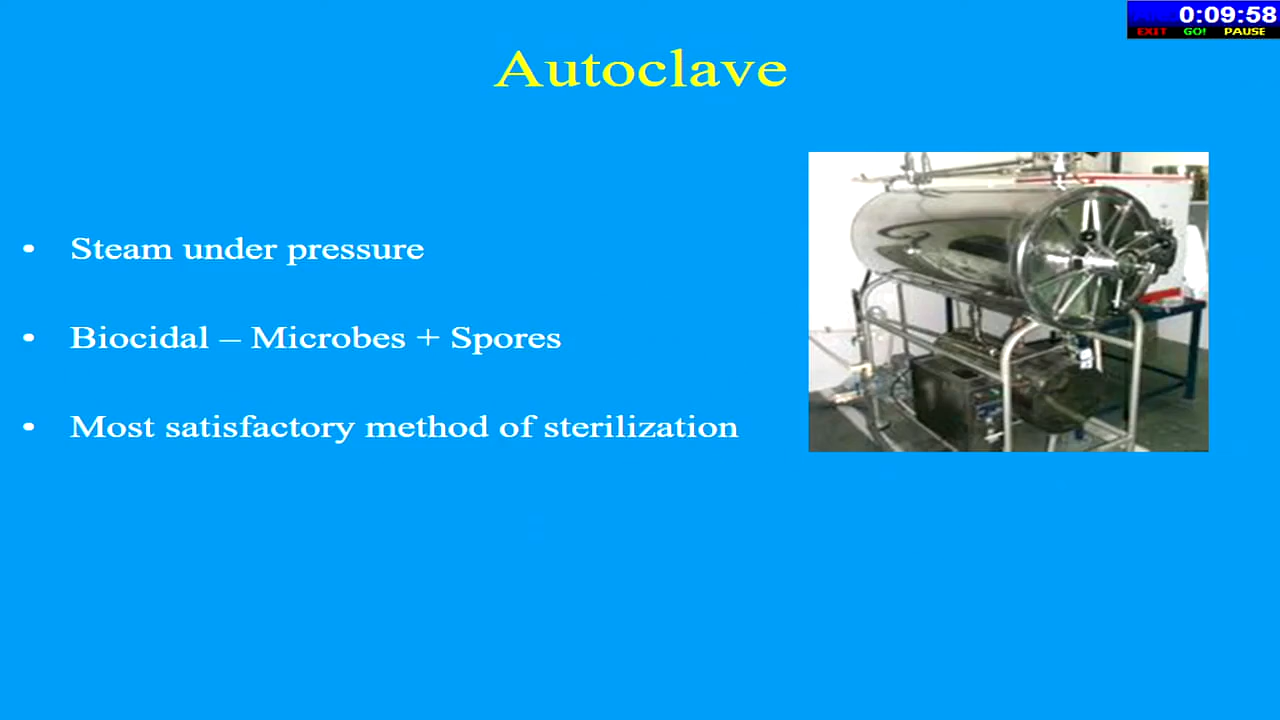 0:09:58
EXIT GO! PAUSE
Autoclave
• Steam under pressure
• Biocidal – Microbes + Spores
• Most satisfactory method of sterilization